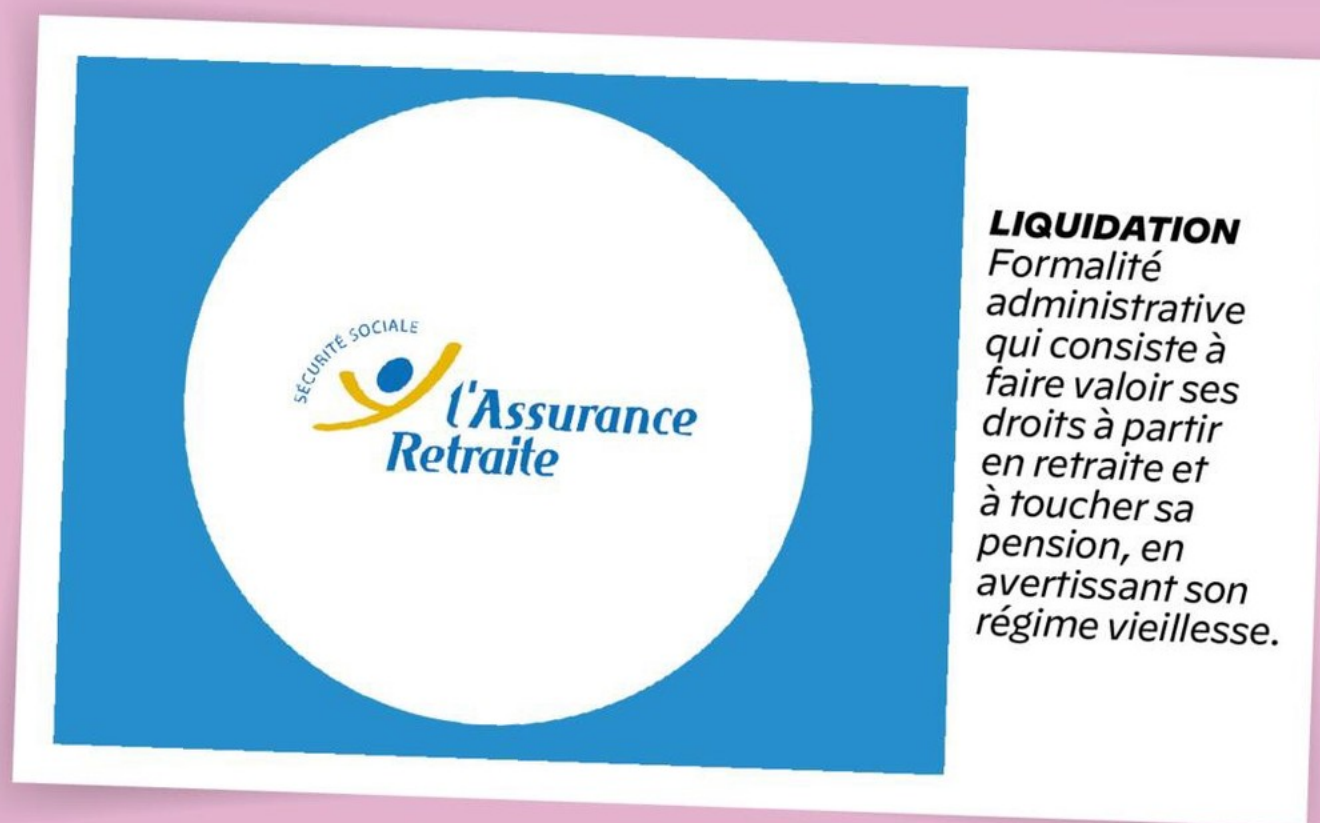 SÉCURITÉ SOCIALE
l'Assurance
Retraite
LIQUIDATION
Formalité
administrative
qui consiste à
faire valoir ses
droits à partir
en retraite et
à toucher sa
pension, en
avertissant son
régime vieillesse.